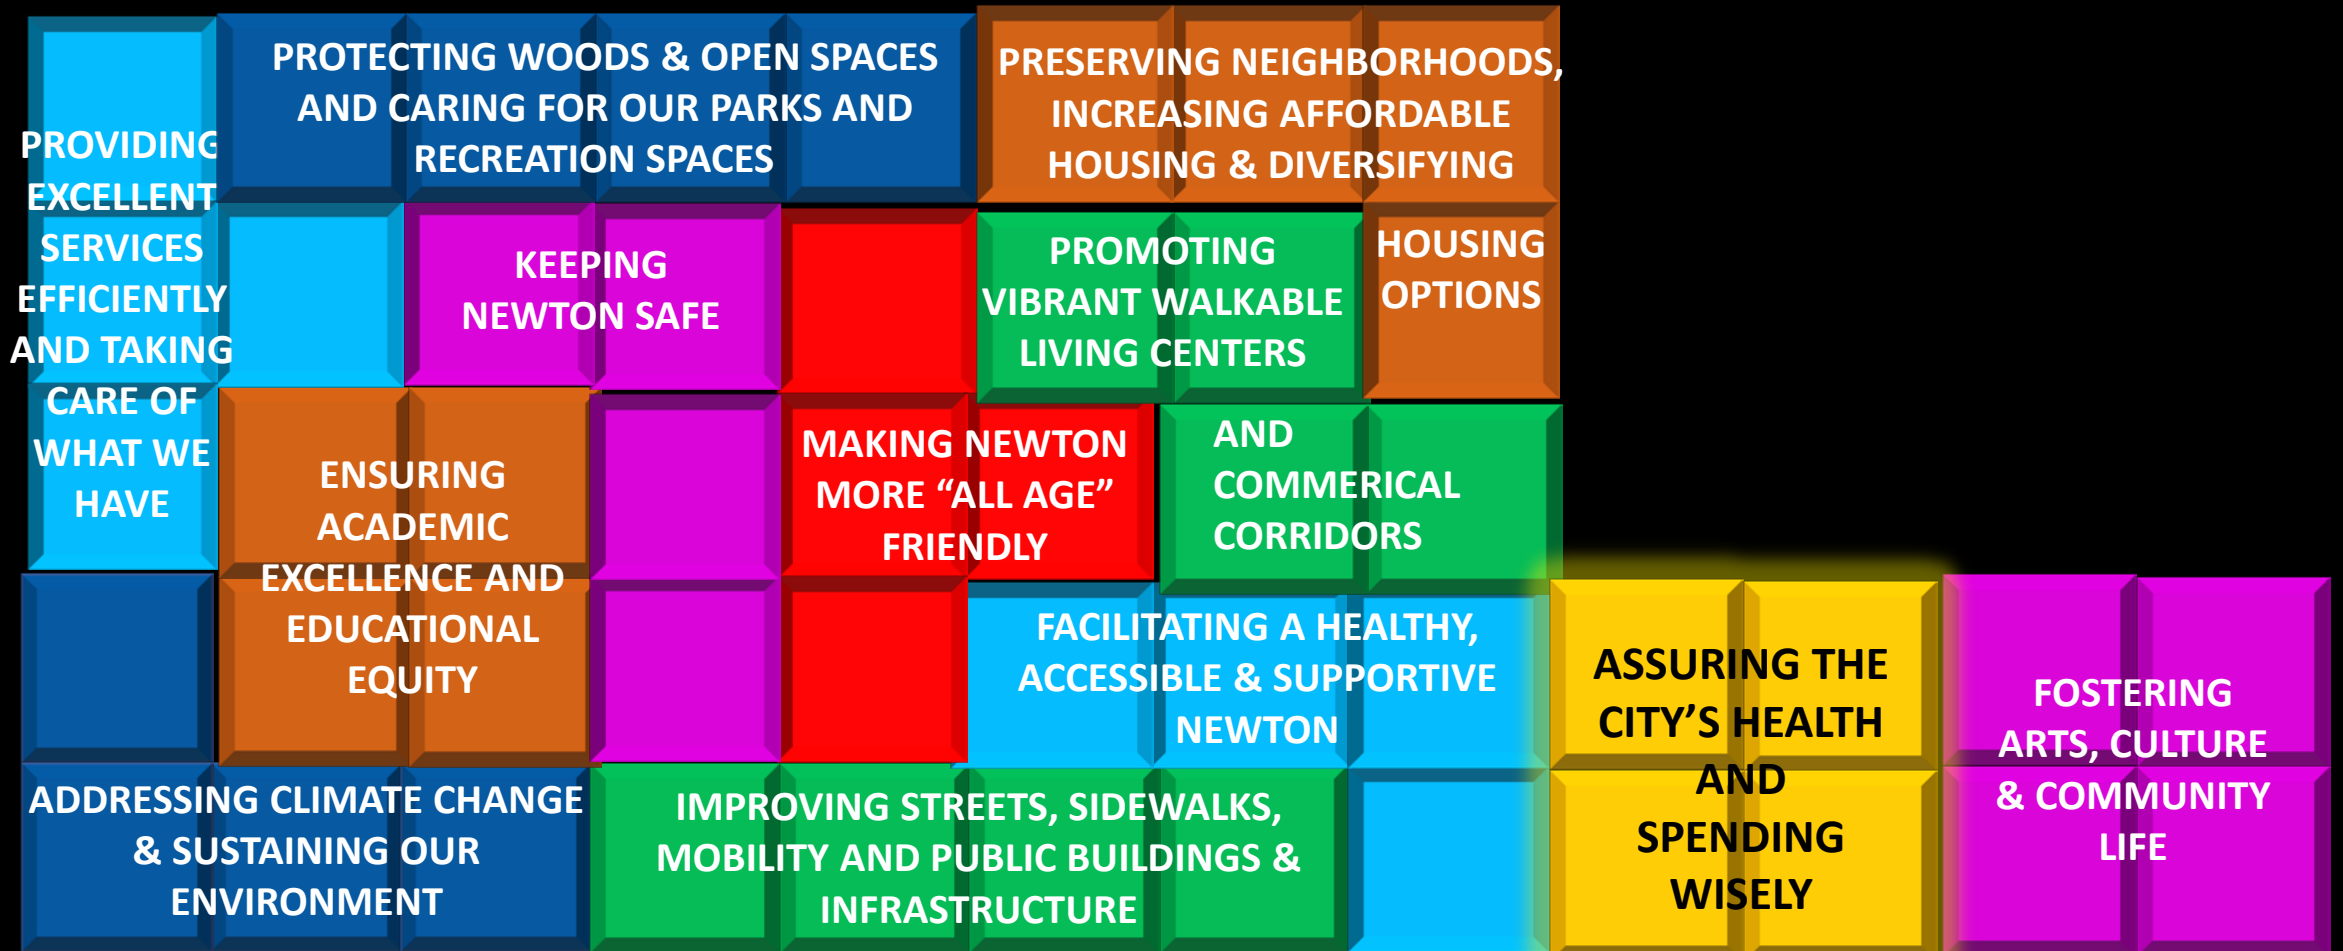 PROVIDING
EXCELLENT
SERVICES
EFFICIENTLY
AND TAKING
CARE OF
WHAT WE
HAVE
PROTECTING WOODS & OPEN SPACES
AND CARING FOR OUR PARKS AND
RECREATION SPACES
PRESERVING NEIGHBORHOODS,
INCREASING AFFORDABLE
HOUSING & DIVERSIFYING
HOUSING
OPTIONS
KEEPING
NEWTON SAFE
PROMOTING
VIBRANT WALKABLE
LIVING CENTERS
AND
COMMERICAL
CORRIDORS
ENSURING
ACADEMIC
EXCELLENCE AND
EDUCATIONAL
EQUITY
MAKING NEWTON
MORE “ALL AGE”
FRIENDLY
FACILITATING A HEALTHY,
ACCESSIBLE & SUPPORTIVE
NEWTON
ASSURING THE
CITY’S HEALTH
AND
SPENDING
WISELY
FOSTERING
ARTS, CULTURE
& COMMUNITY
LIFE
ADDRESSING CLIMATE CHANGE
& SUSTAINING OUR
ENVIRONMENT
IMPROVING STREETS, SIDEWALKS,
MOBILITY AND PUBLIC BUILDINGS &
INFRASTRUCTURE